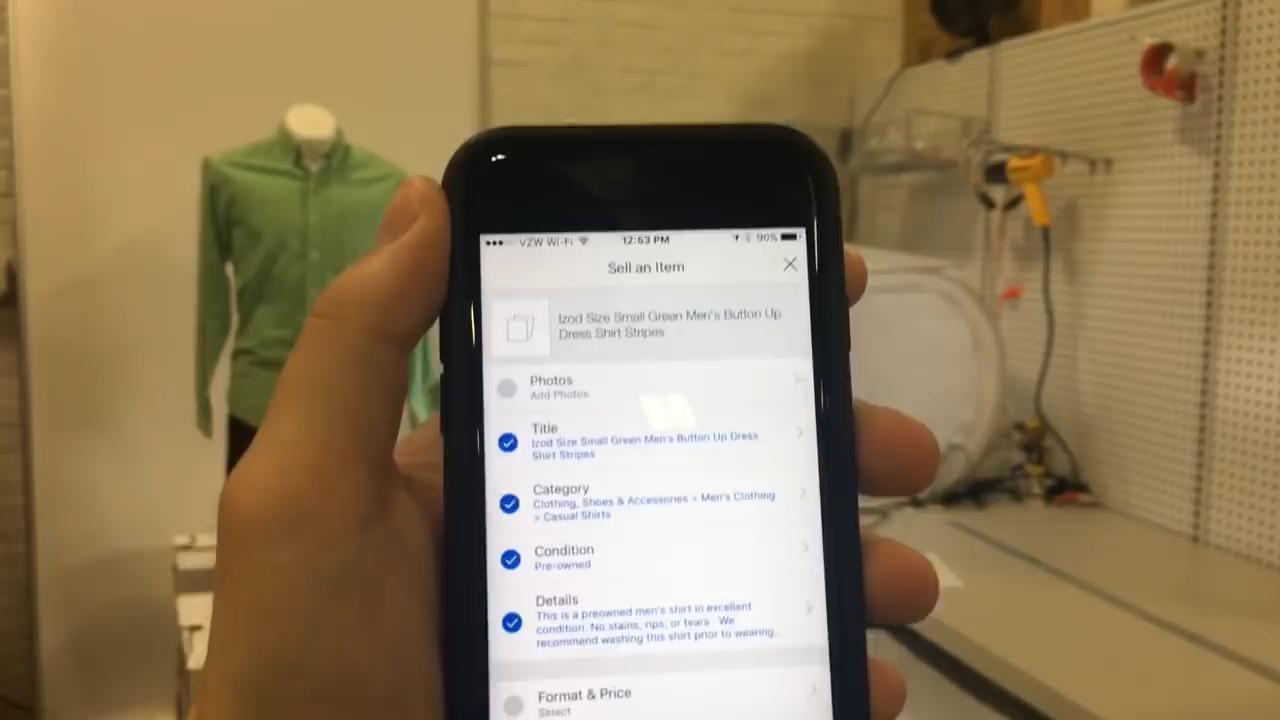 VZW Wi-Fi 12:53 PM 90%
Sell an Item
Izod Size Small Green Men's Button Up
Dress Shirt Stripes
Photos
Add Photos
Title
Izod Size Small Green Men's Button Up Dress
Shirt Stripes
Category
Clothing, Shoes & Accessories > Men's Clothing
> Casual Shirts
Condition
Pre-owned
Details
This is a preowned men's shirt in excellent
condition. No stains, rips, or tears. We
recommend washing this shirt prior to wearing...
Format & Price
Select